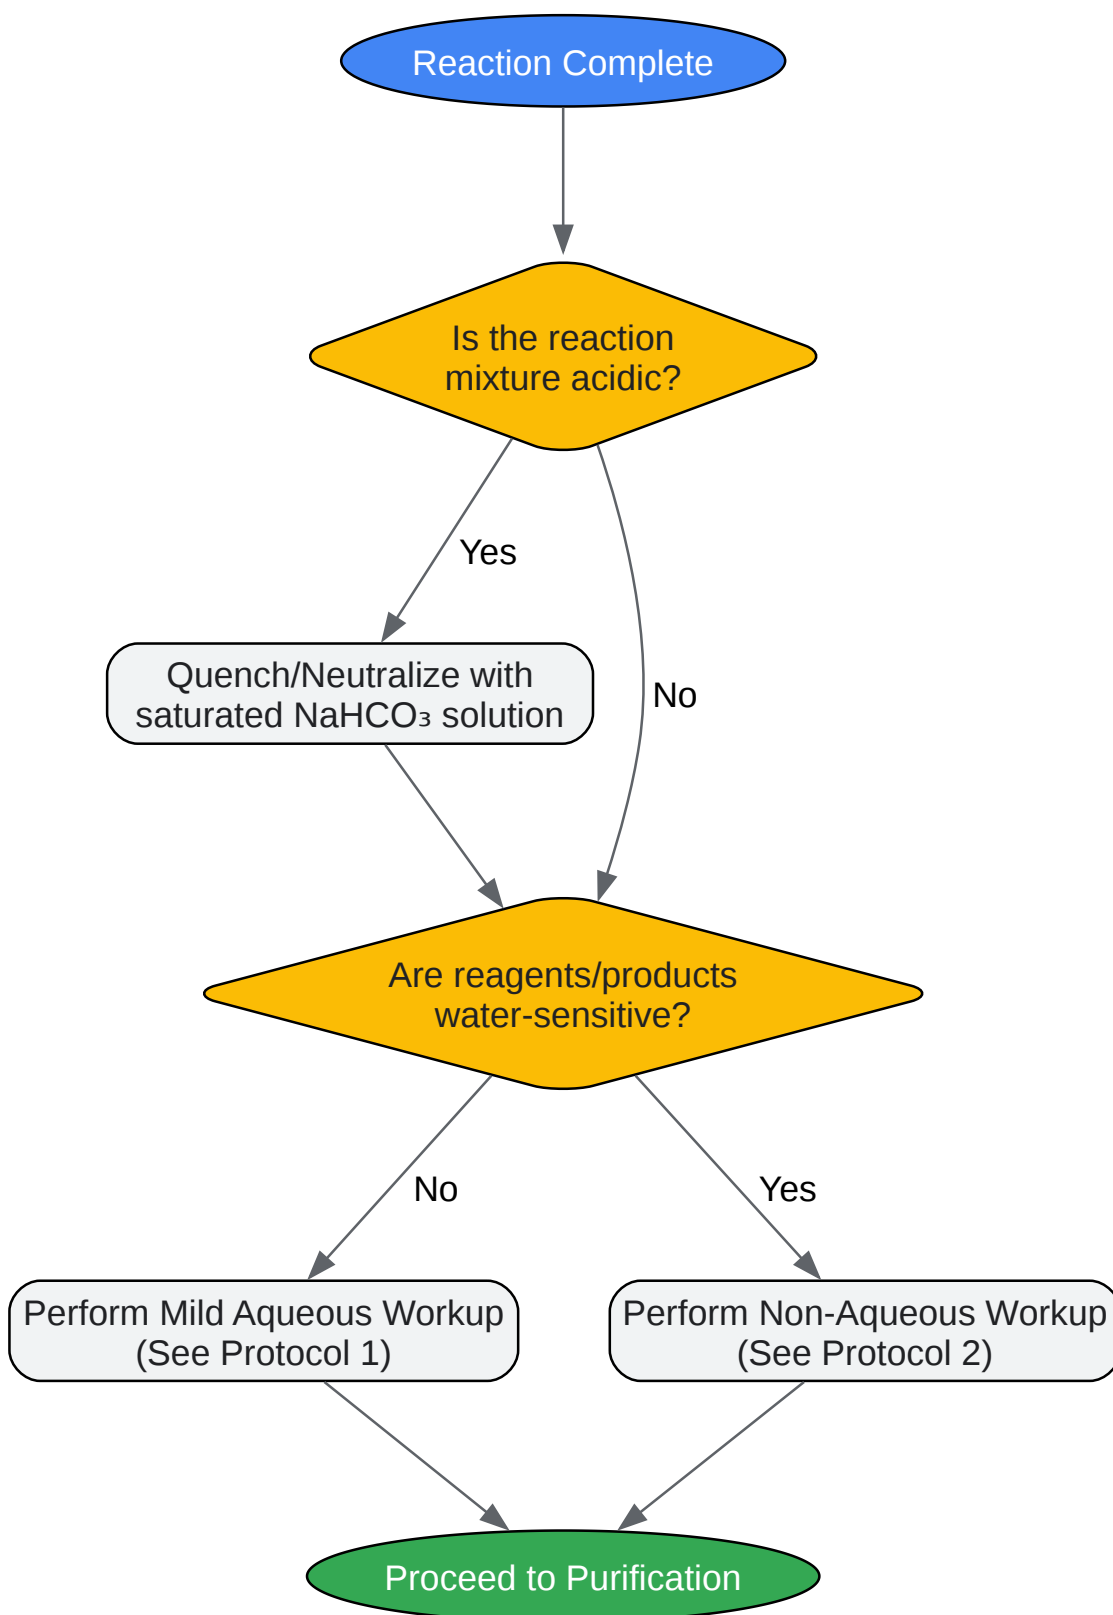 Reaction Complete
Is the reaction
mixture acidic?
Yes
Quench/Neutralize with
saturated NaHCO₃ solution
No
Are reagents/products
water-sensitive?
No
Yes
Perform Mild Aqueous Workup
(See Protocol 1)
Perform Non-Aqueous Workup
(See Protocol 2)
Proceed to Purification